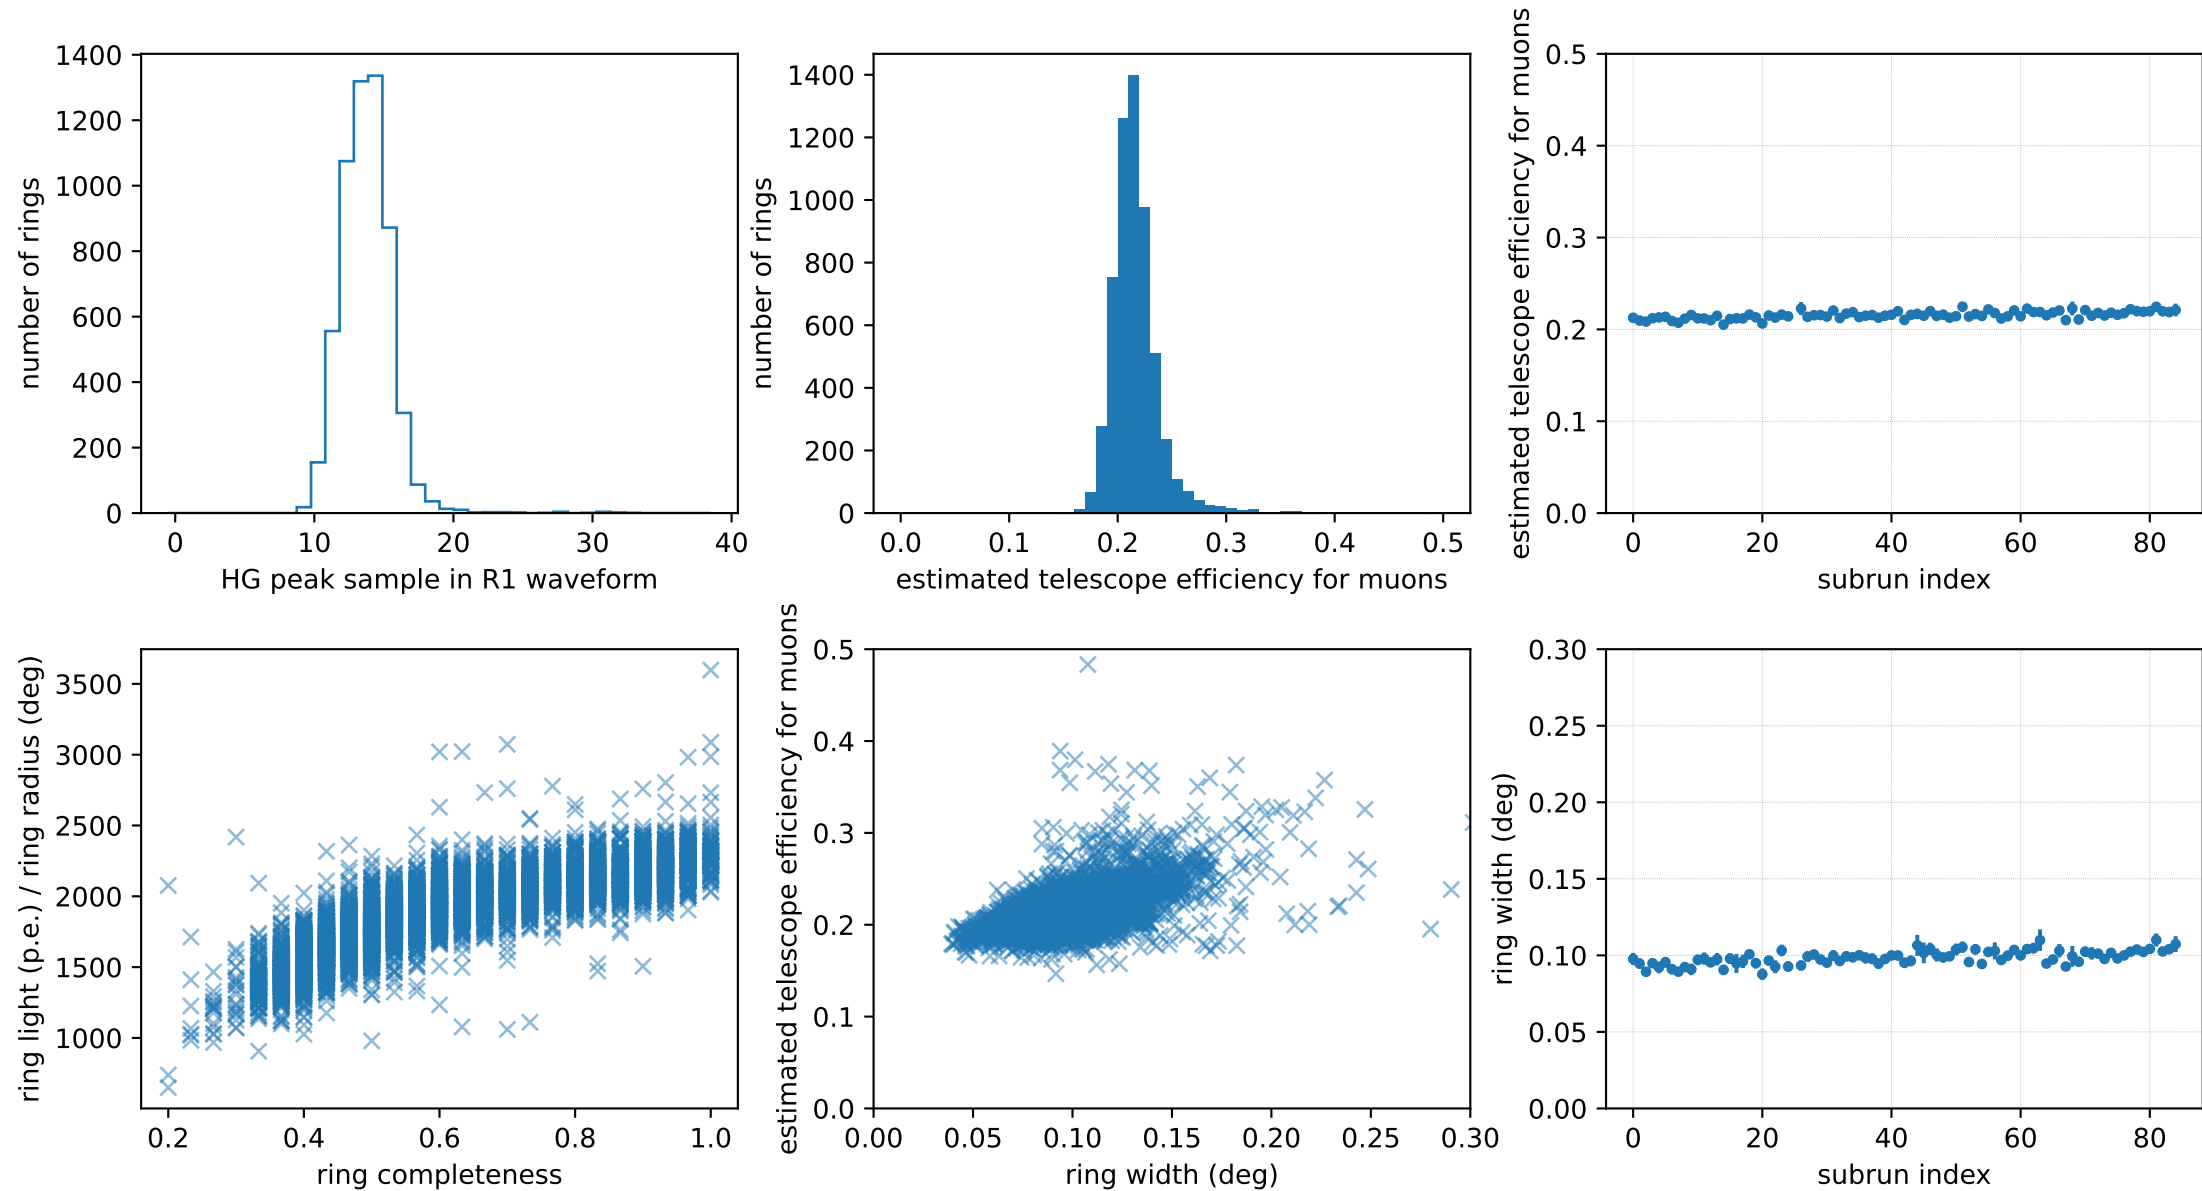 1400
1200
1000
800
600
400
200
0
number of rings
0 10 20 30 40
HG peak sample in R1 waveform
1400
1200
1000
800
600
400
200
0
number of rings
0.0 0.1 0.2 0.3 0.4 0.5
estimated telescope efficiency for muons
0.5
0.4
0.3
0.2
0.1
0.0
estimated telescope efficiency for muons
0 20 40 60 80
subrun index
3500
3000
2500
2000
1500
1000
ring light (p.e.) / ring radius (deg)
0.2 0.4 0.6 0.8 1.0
ring completeness
0.5
0.4
0.3
0.2
0.1
0.0
estimated telescope efficiency for muons
0.00 0.05 0.10 0.15 0.20 0.25 0.30
ring width (deg)
0.30
0.25
0.20
0.15
0.10
0.05
0.00
ring width (deg)
0 20 40 60 80
subrun index